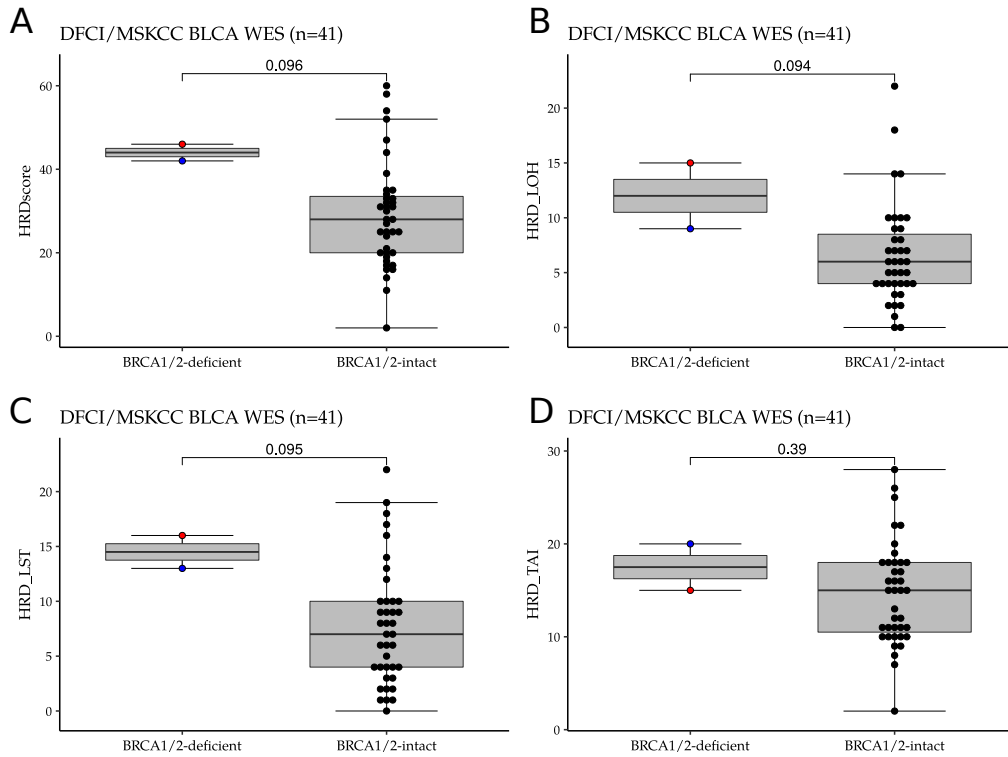 A
DFCI/MSKCC BLCA WES (n=41)
0.096
60
40
20
0
HRDscore
BRCA1/2-deficient
BRCA1/2-intact
B
DFCI/MSKCC BLCA WES (n=41)
0.094
20
15
10
5
0
HRD_LOH
BRCA1/2-deficient
BRCA1/2-intact
C
DFCI/MSKCC BLCA WES (n=41)
0.095
20
15
10
5
0
HRD_LST
BRCA1/2-deficient
BRCA1/2-intact
D
DFCI/MSKCC BLCA WES (n=41)
0.39
30
20
10
0
HRD_TAI
BRCA1/2-deficient
BRCA1/2-intact